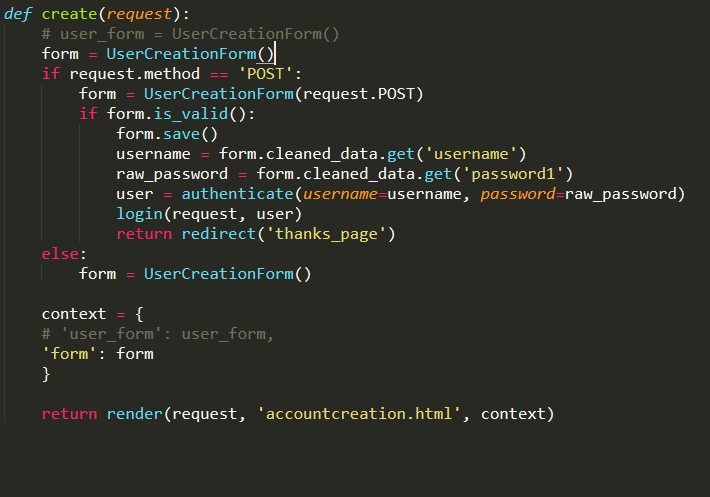 def create(request):
    # user_form = UserCreationForm()
    form = UserCreationForm()
    if request.method == 'POST':
        form = UserCreationForm(request.POST)
        if form.is_valid():
            form.save()
            username = form.cleaned_data.get('username')
            raw_password = form.cleaned_data.get('password1')
            user = authenticate(username=username, password=raw_password)
            login(request, user)
            return redirect('thanks_page')
    else:
        form = UserCreationForm()

    context = {
    # 'user_form': user_form,
    'form': form
    }

    return render(request, 'accountcreation.html', context)